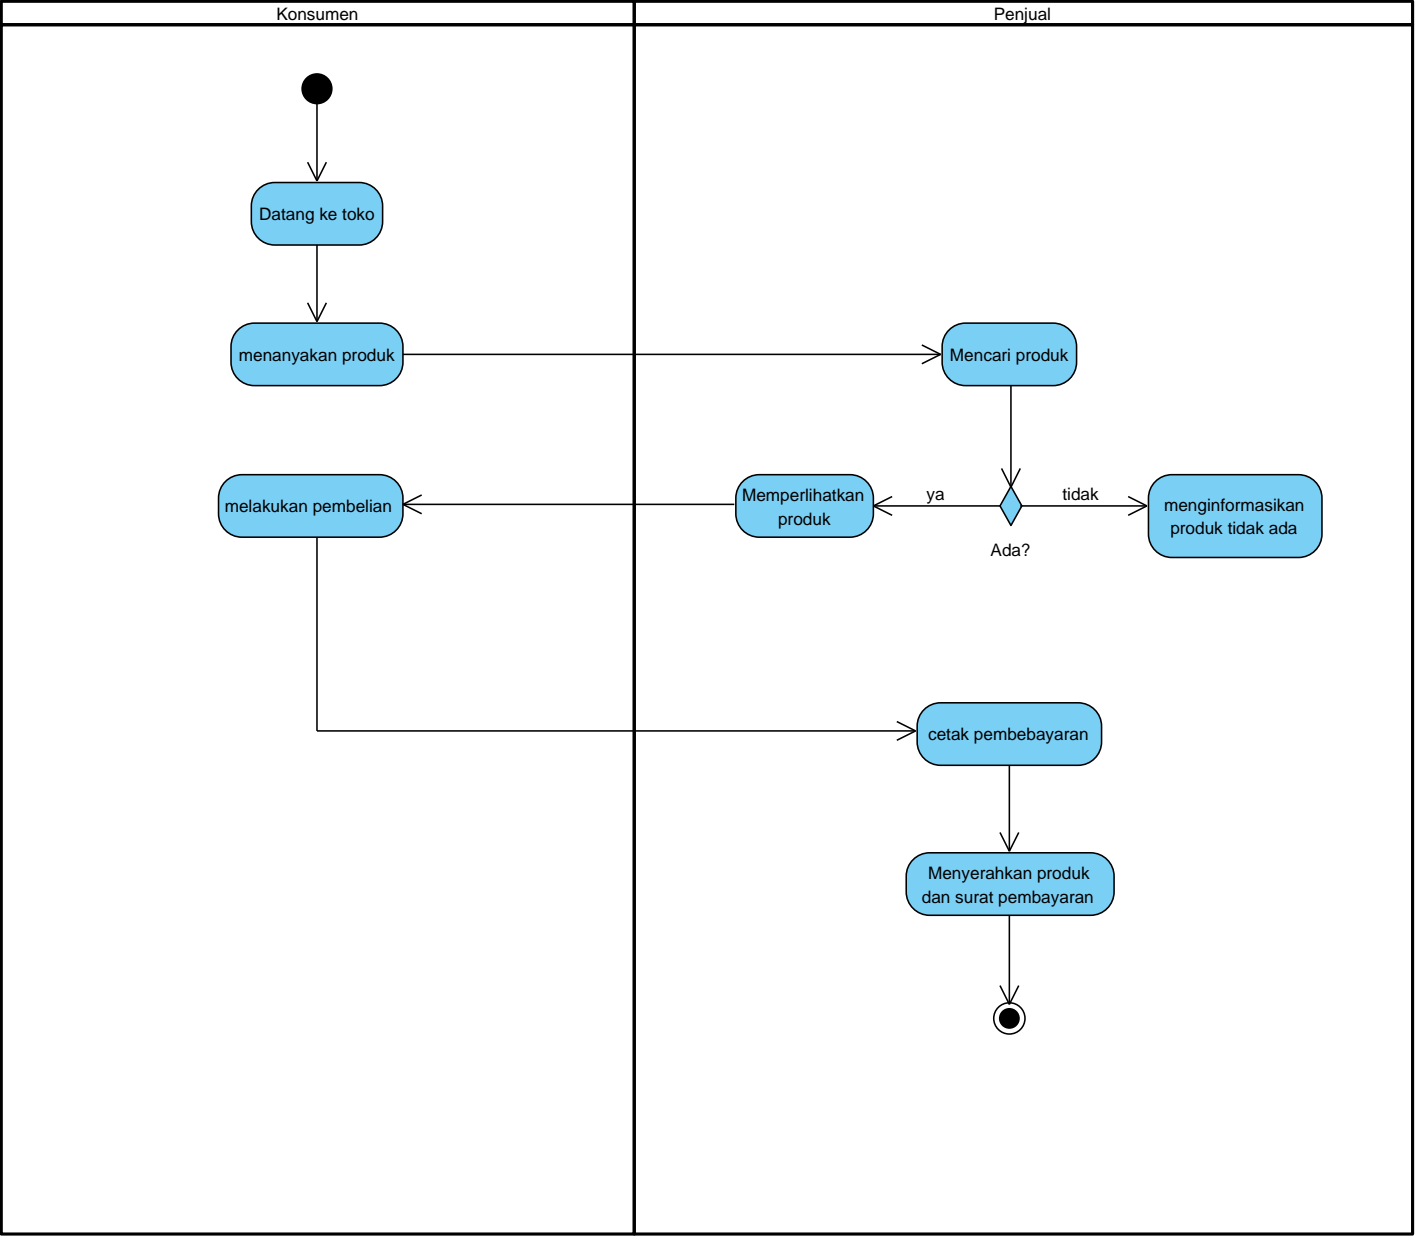 Konsumen
Penjual
Datang ke toko
menanyakan produk
Mencari produk
melakukan pembelian
Memperlihatkan
produk
ya
tidak
Ada?
menginformasikan
produk tidak ada
cetak pembebayaran
Menyerahkan produk
dan surat pembayaran